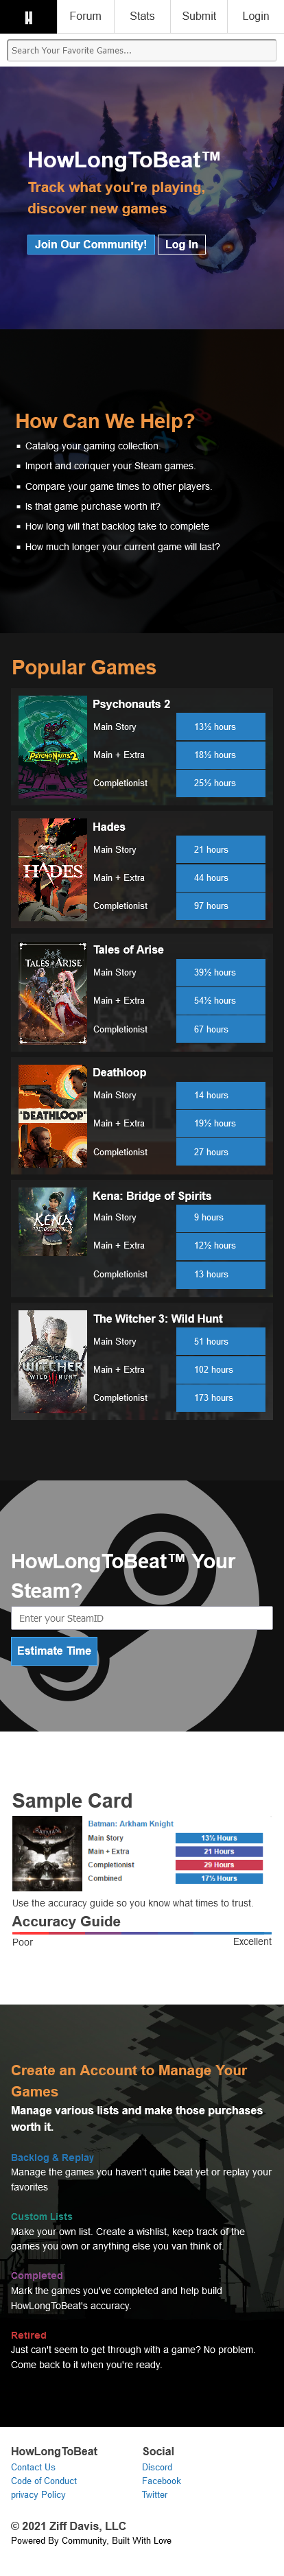 H
Forum
Stats
Submit
Login
Search Your Favorite Games...
HowLongToBeat™
Track what you're playing,
discover new games
Join Our Community!
Log In
How Can We Help?
Catalog your gaming collection.
Import and conquer your Steam games.
Compare your game times to other players.
Is that game purchase worth it?
How long will that backlog take to complete
How much longer your current game will last?
Popular Games
PSYCHONAUTS 2
Psychonauts 2
Main Story 13½ hours
Main + Extra 18½ hours
Completionist 25½ hours
HADES
Hades
Main Story 21 hours
Main + Extra 44 hours
Completionist 97 hours
TALES of ARISE
Tales of Arise
Main Story 39½ hours
Main + Extra 54½ hours
Completionist 67 hours
DEATHLOOP
Deathloop
Main Story 14 hours
Main + Extra 19½ hours
Completionist 27 hours
KENA
Kena: Bridge of Spirits
Main Story 9 hours
Main + Extra 12½ hours
Completionist 13 hours
THE
WITCHER
WILD HUNT
The Witcher 3: Wild Hunt
Main Story 51 hours
Main + Extra 102 hours
Completionist 173 hours
HowLongToBeat™ Your
Steam?
Enter your SteamID
Estimate Time
Sample Card
Batman: Arkham Knight
Main Story 13½ Hours
Main + Extra 21 Hours
Completionist 29 Hours
Combined 17½ Hours
Use the accuracy guide so you know what times to trust.
Accuracy Guide
Poor
Excellent
Create an Account to Manage Your
Games
Manage various lists and make those purchases
worth it.
Backlog & Replay
Manage the games you haven't quite beat yet or replay your
favorites
Custom Lists
Make your own list. Create a wishlist, keep track of the
games you own or anything else you van think of.
Completed
Mark the games you've completed and help build
HowLongToBeat's accuracy.
Retired
Just can't seem to get through with a game? No problem.
Come back to it when you're ready.
HowLongToBeat
Contact Us
Code of Conduct
privacy Policy
Social
Discord
Facebook
Twitter
© 2021 Ziff Davis, LLC
Powered By Community, Built With Love